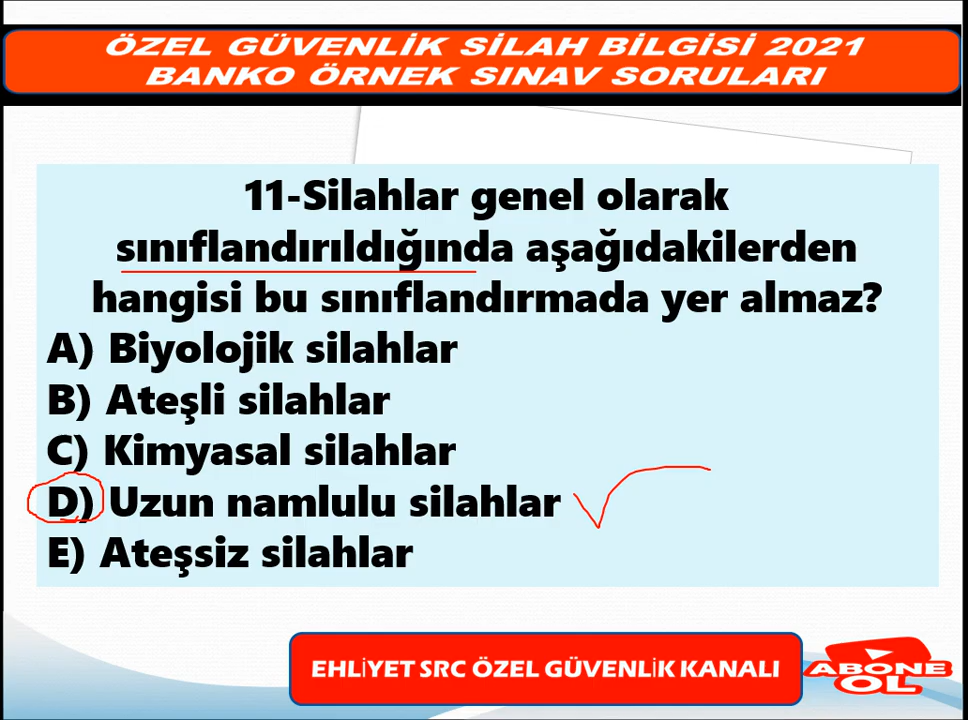 ÖZEL GÜVENLİK SİLAH BİLGİSİ 2021
BANKO ÖRNEK SINAV SORULARI
11-Silahlar genel olarak
sınıflandırıldığında aşağıdakilerden
hangisi bu sınıflandırmada yer almaz?
A) Biyolojik silahlar
B) Ateşli silahlar
C) Kimyasal silahlar
D) Uzun namlulu silahlar
E) Ateşsiz silahlar
EHLİYET SRC ÖZEL GÜVENLİK KANALI
ABONE
OL